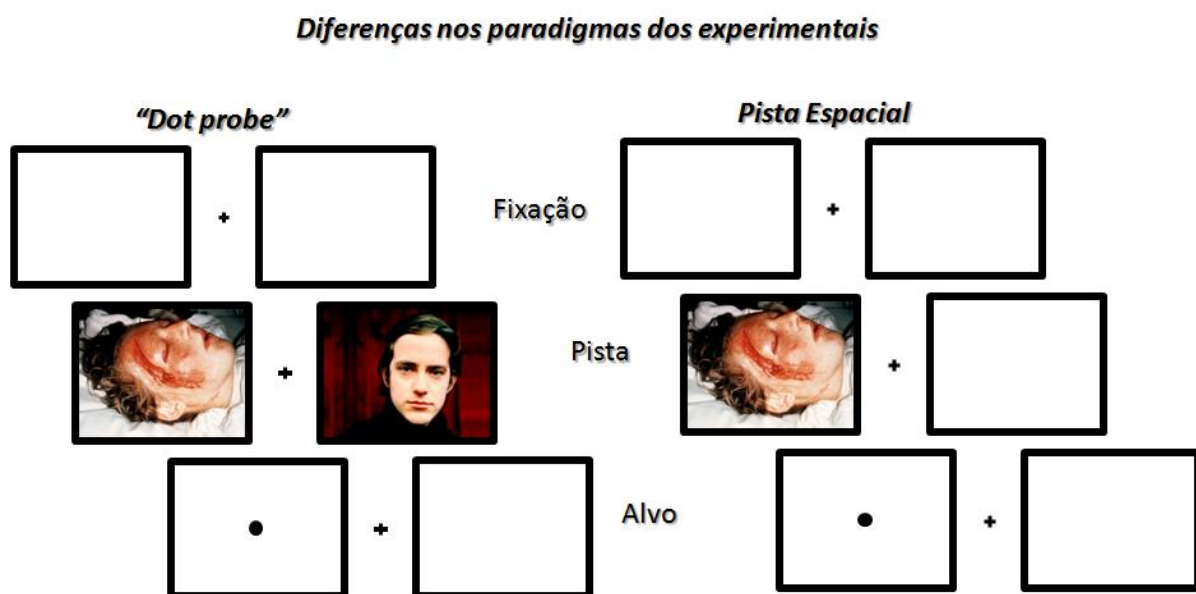 Diferenças nos paradigmas dos experimentais
“Dot probe”
Pista Espacial
Fixação
Pista
Alvo